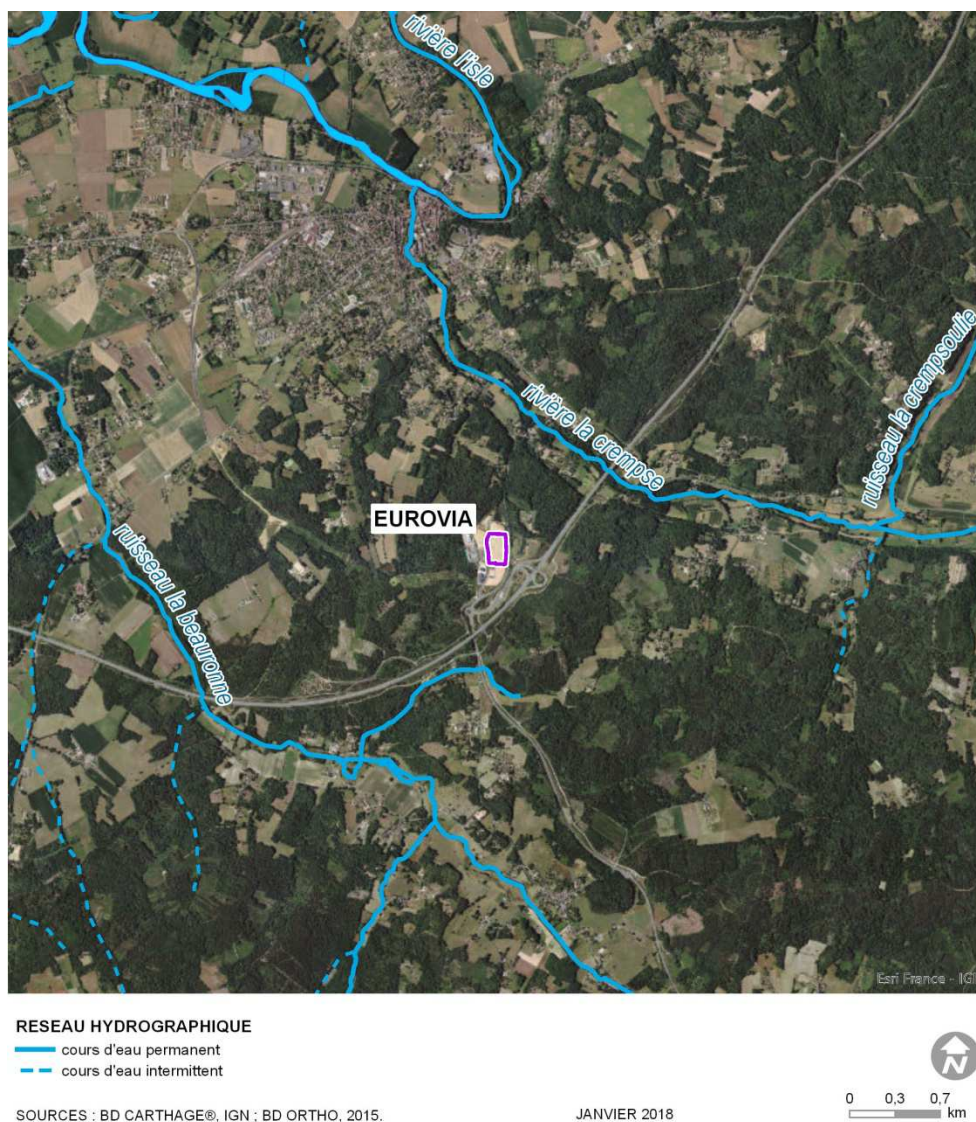 rivière l'isle
ruisseau la crempsoulie
rivière la crempse
EUROVIA
ruisseau la beauronne
Esri France - IG
RESEAU HYDROGRAPHIQUE
cours d'eau permanent
cours d'eau intermittent
N
0 0,3 0,7
km
SOURCES : BD CARTHAGE®, IGN ; BD ORTHO, 2015.
JANVIER 2018